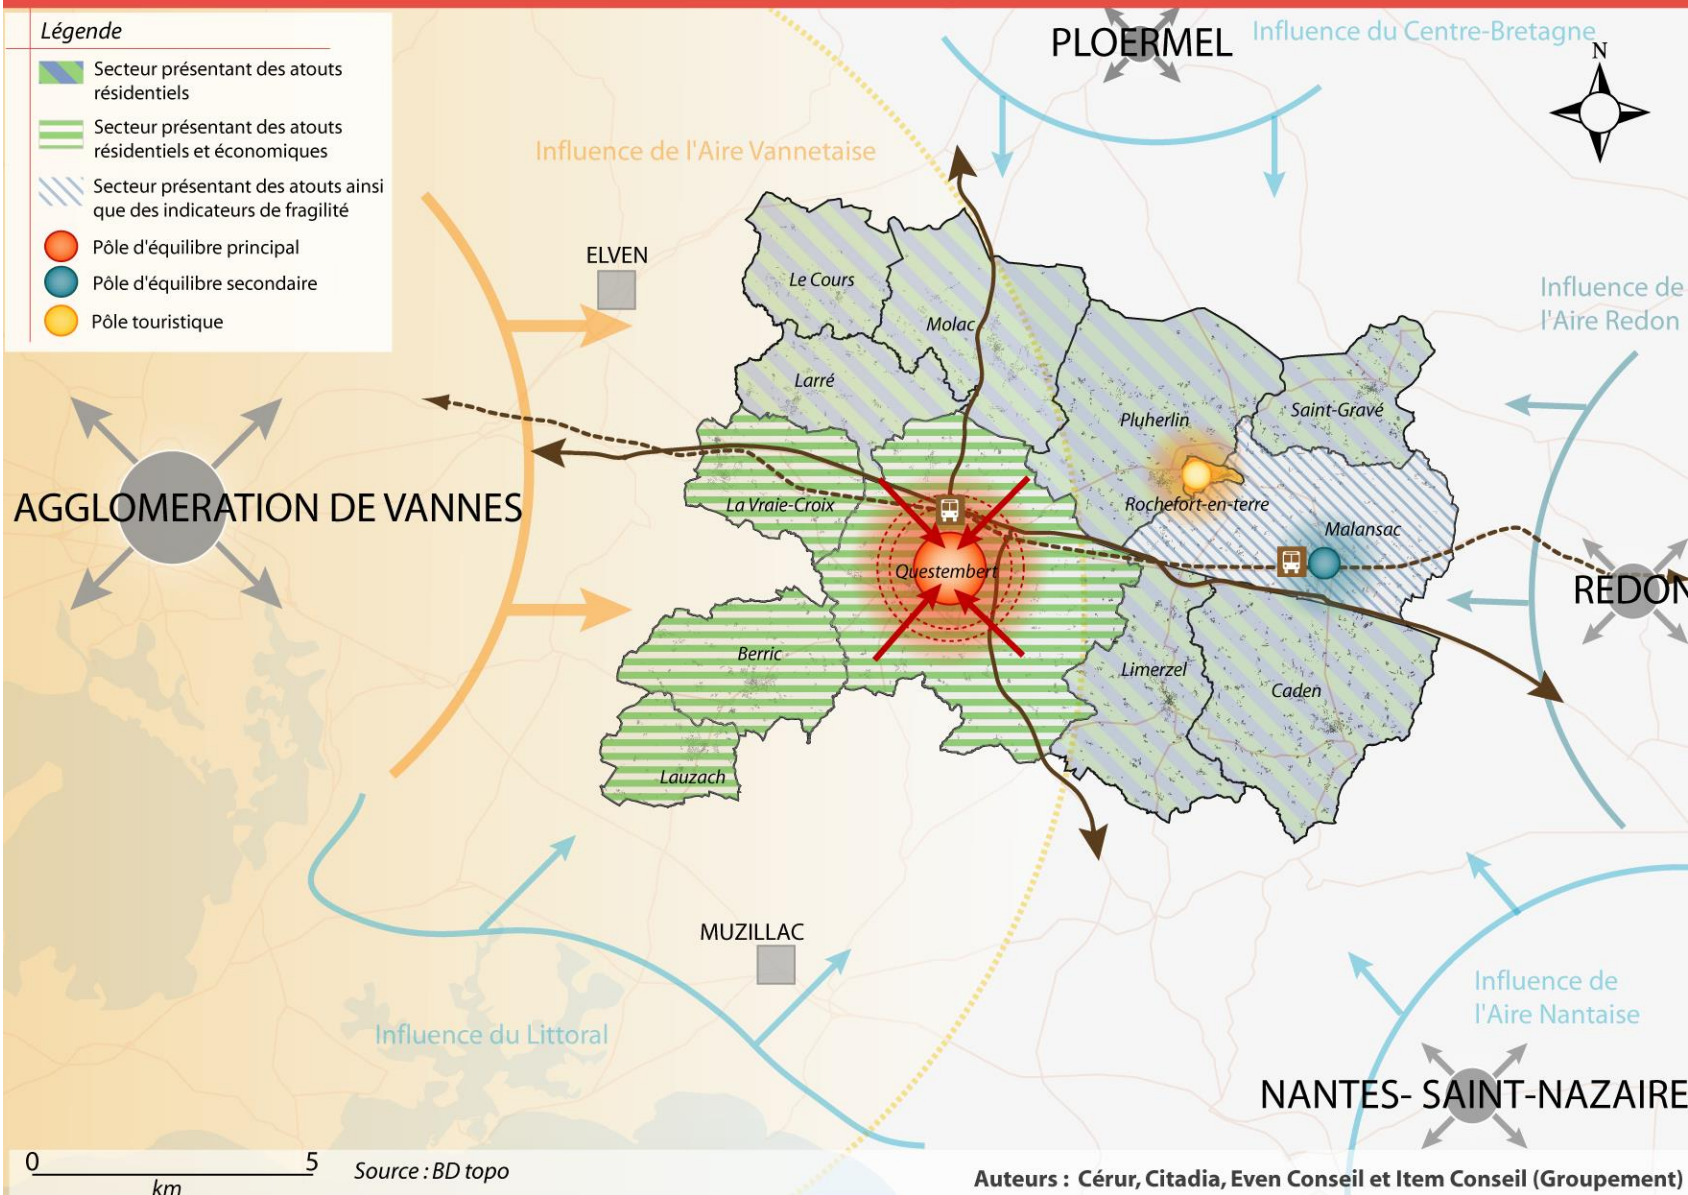 Légende
Secteur présentant des atouts
résidentiels
Secteur présentant des atouts
résidentiels et économiques
Secteur présentant des atouts ainsi
que des indicateurs de fragilité
Pôle d'équilibre principal
Pôle d'équilibre secondaire
Pôle touristique
PLOERMEL
Influence du Centre-Bretagne
N
Influence de l'Aire Vannetaise
ELVEN
Le Cours
Molac
Larré
Influence de
l'Aire Redon
Pluherlin
Saint-Gravé
AGGLOMERATION DE VANNES
La Vraie-Croix
Rochefort-en-terre
Malansac
Questembert
REDON
Berric
Limerzel
Caden
Lauzach
MUZILLAC
Influence du Littoral
Influence de
l'Aire Nantaise
NANTES- SAINT-NAZAIRE
0 5
km
Source : BD topo
Auteurs : Cérur, Citadia, Even Conseil et Item Conseil (Groupement)